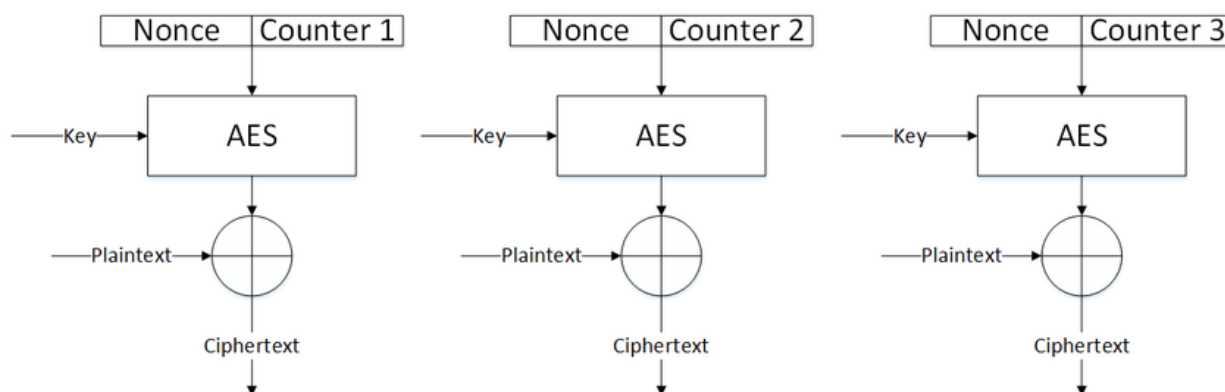 Nonce Counter 1 Nonce Counter 2 Nonce Counter 3
Key AES Key AES Key AES
Plaintext Plaintext Plaintext
Ciphertext Ciphertext Ciphertext